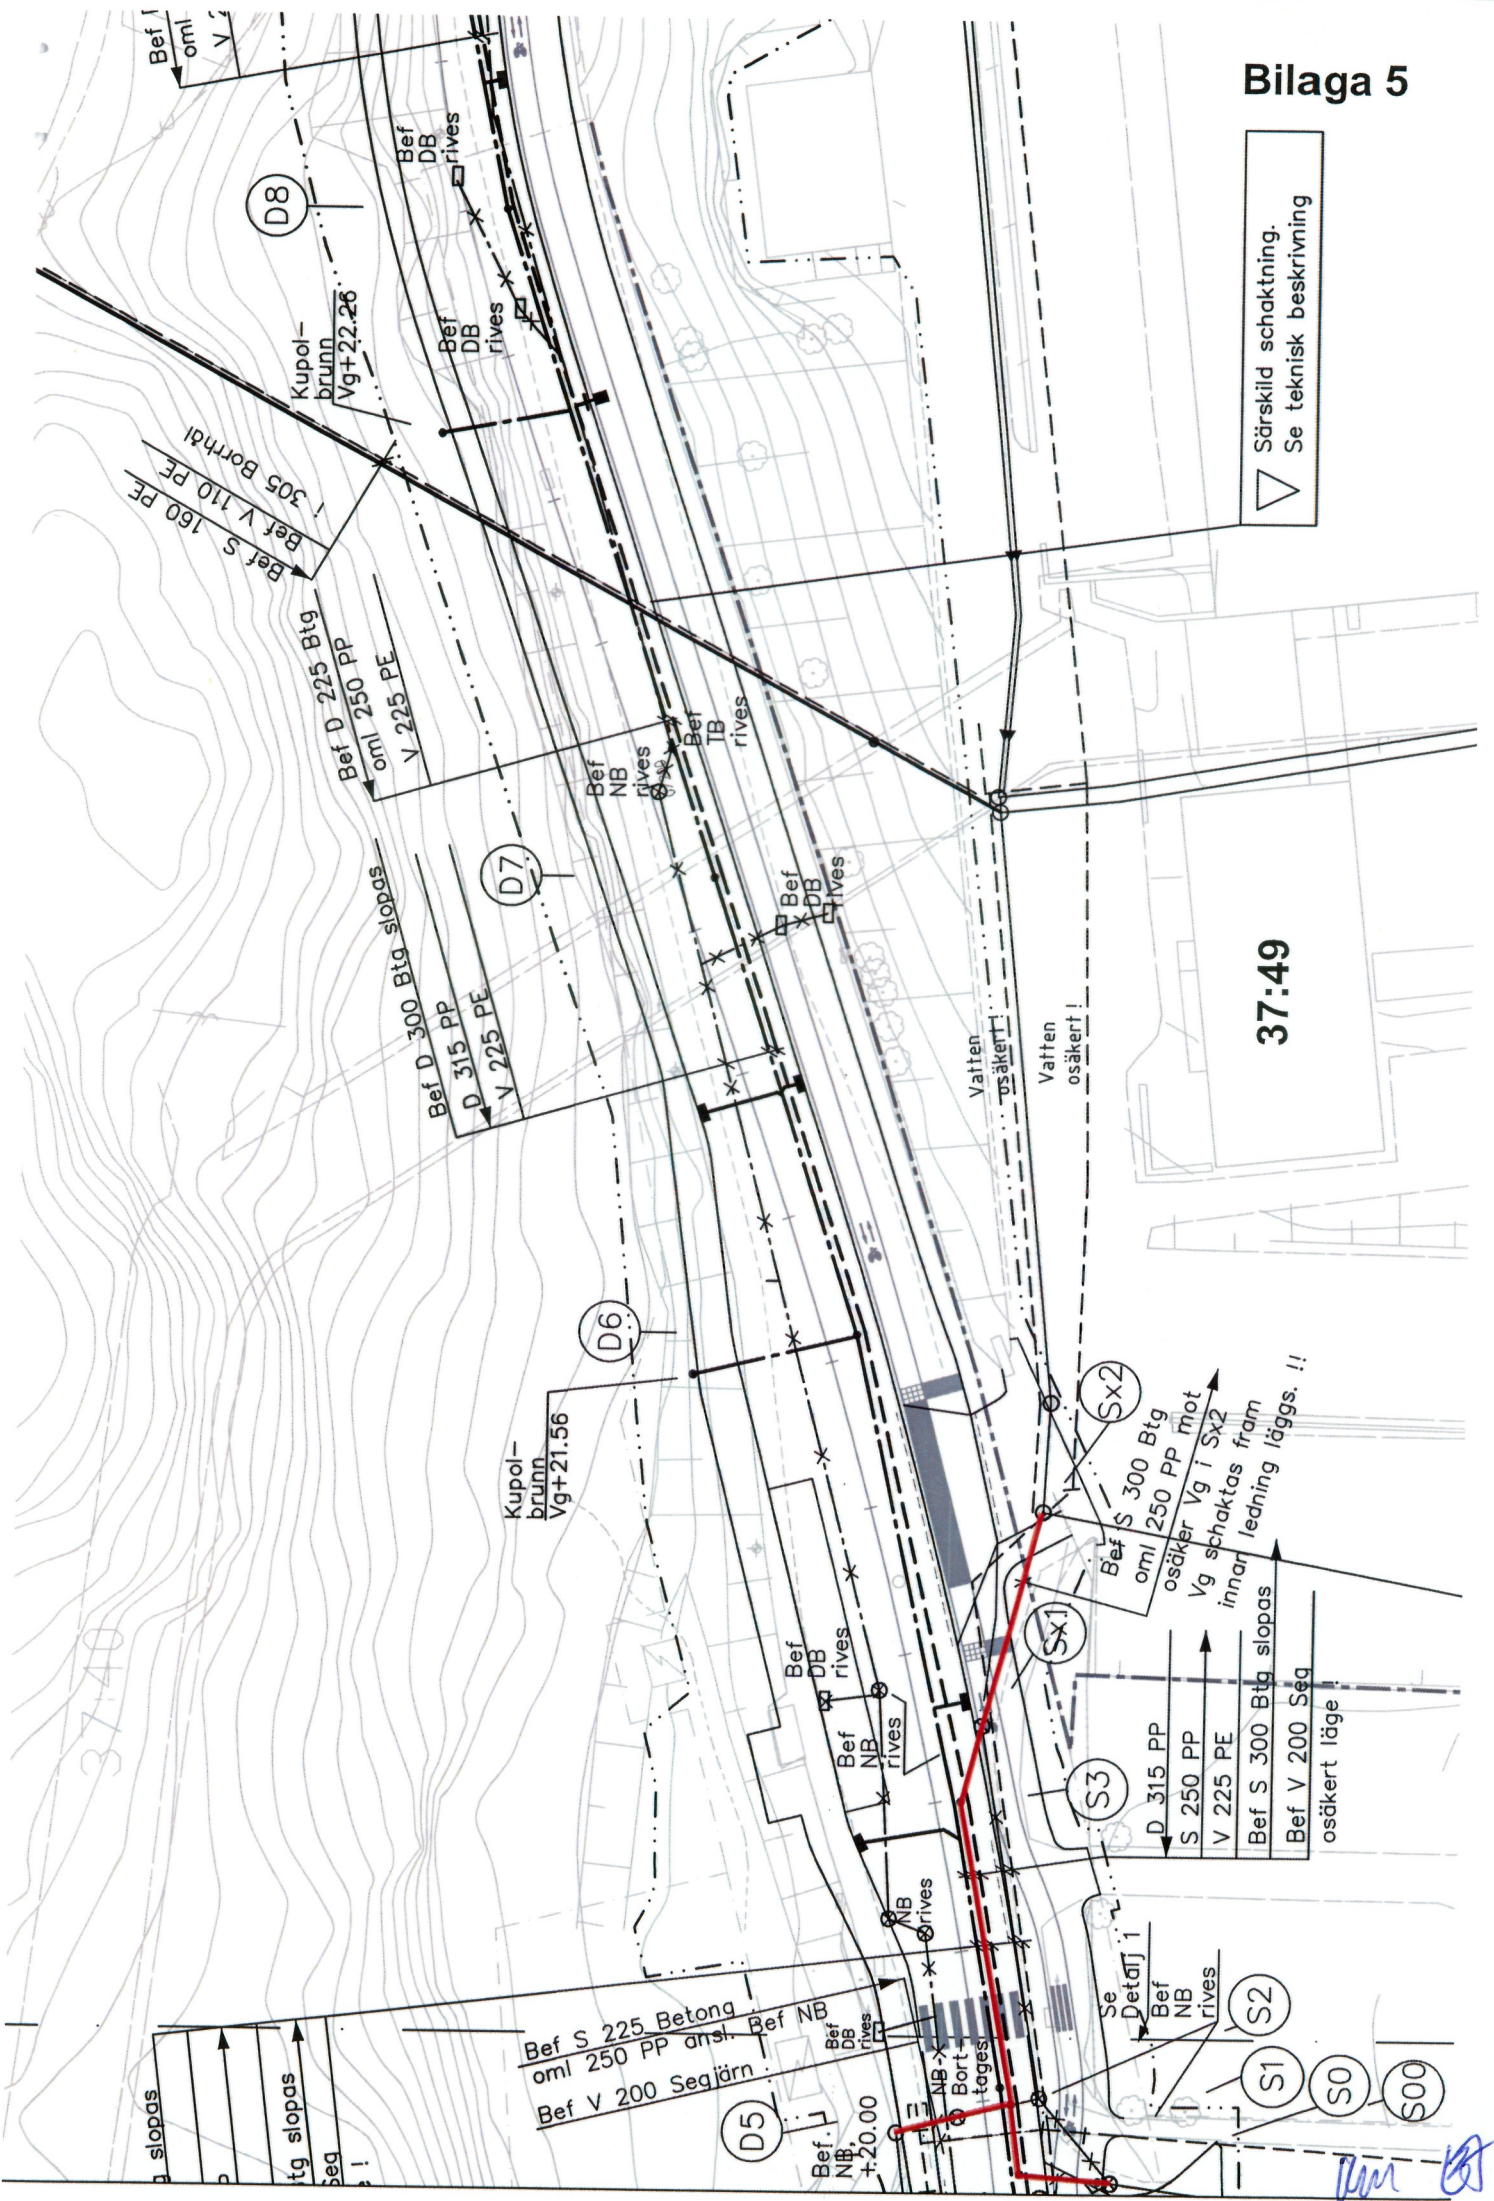 Bilaga 5
Särskild schaktning.
Se teknisk beskrivning
Bef
oml
V
Bef
DB
rives
D8
Kupol-
brunn
Vg+22.26
Bef
DB
rives
Bef S 160 PE
Bef V 110 PE
i 305 Borrhål
Bef D 225 Btg
oml 250 PP
V 225 PE
Bef
NB
rives
Bef
TB
rives
D7
Bef D 300 Btg slopas
D 315 PP
V 225 PE
Bef
DB
rives
37:49
Vatten
osäkert!
Vatten
osäkert!
D6
Kupol-
brunn
Vg+21.56
Sx2
Bef S 300 Btg
oml 250 PP mot
osäker Vg i Sx2
Vg schaktas fram
innan ledning läggs. !!
Sx1
37:40
Bef
DB
rives
Bef
NB
rives
S3
D 315 PP
S 250 PP
V 225 PE
Bef S 300 Btg slopas
Bef V 200 Seg
osäkert läge !
NB
rives
Bef S 225 Betong
oml 250 PP ansl. Bef NB
Bef V 200 Segjärn
Bef
DB
rives
Se
Detalj 1
Bef
NB
rives
S2
S1
S0
S00
D5
NB
Bort-
tages
Bef.
NB
+20.00
slopas
tg slopas
Seg
!